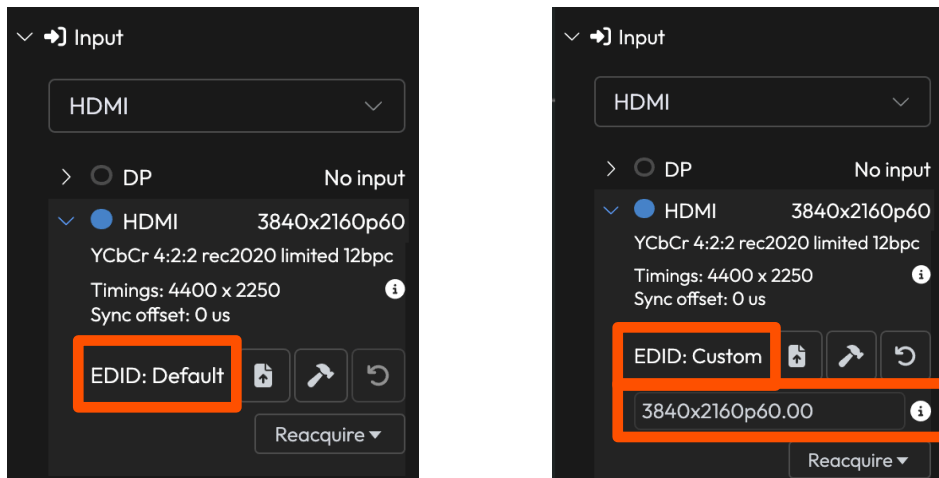 Input
HDMI
DP No input
HDMI 3840x2160p60
YCbCr 4:2:2 rec2020 limited 12bpc
Timings: 4400 x 2250
Sync offset: 0 us
EDID: Default
Reacquire
Input
HDMI
DP No input
HDMI 3840x2160p60
YCbCr 4:2:2 rec2020 limited 12bpc
Timings: 4400 x 2250
Sync offset: 0 us
EDID: Custom
3840x2160p60.00
Reacquire